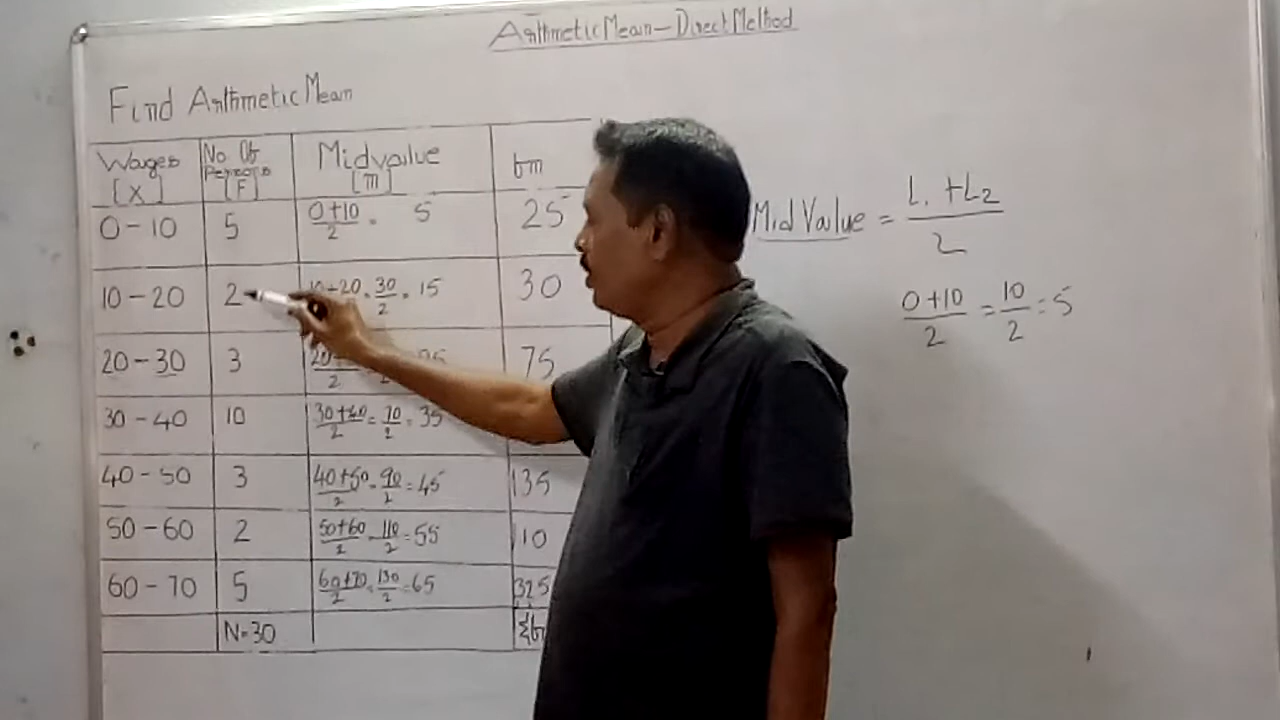 Arithmetic Mean - Direct Method
Find Arithmetic Mean
Wages [X] No Of Persons [F] Midvalue [m] fm
0-10 5 0+10/2 = 5 25
10-20 2 10+20 = 30/2 = 15 30
20-30 3 20 2 75
30-40 10 30+40/2 = 70/2 = 35
40-50 3 40+50/2 = 90/2 = 45 135
50-60 2 50+60/2 = 110/2 = 55 110
60-70 5 60+70/2 = 130/2 = 65 325
N=30
Mid Value = L1+L2/2
0+10/2 = 10/2 = 5